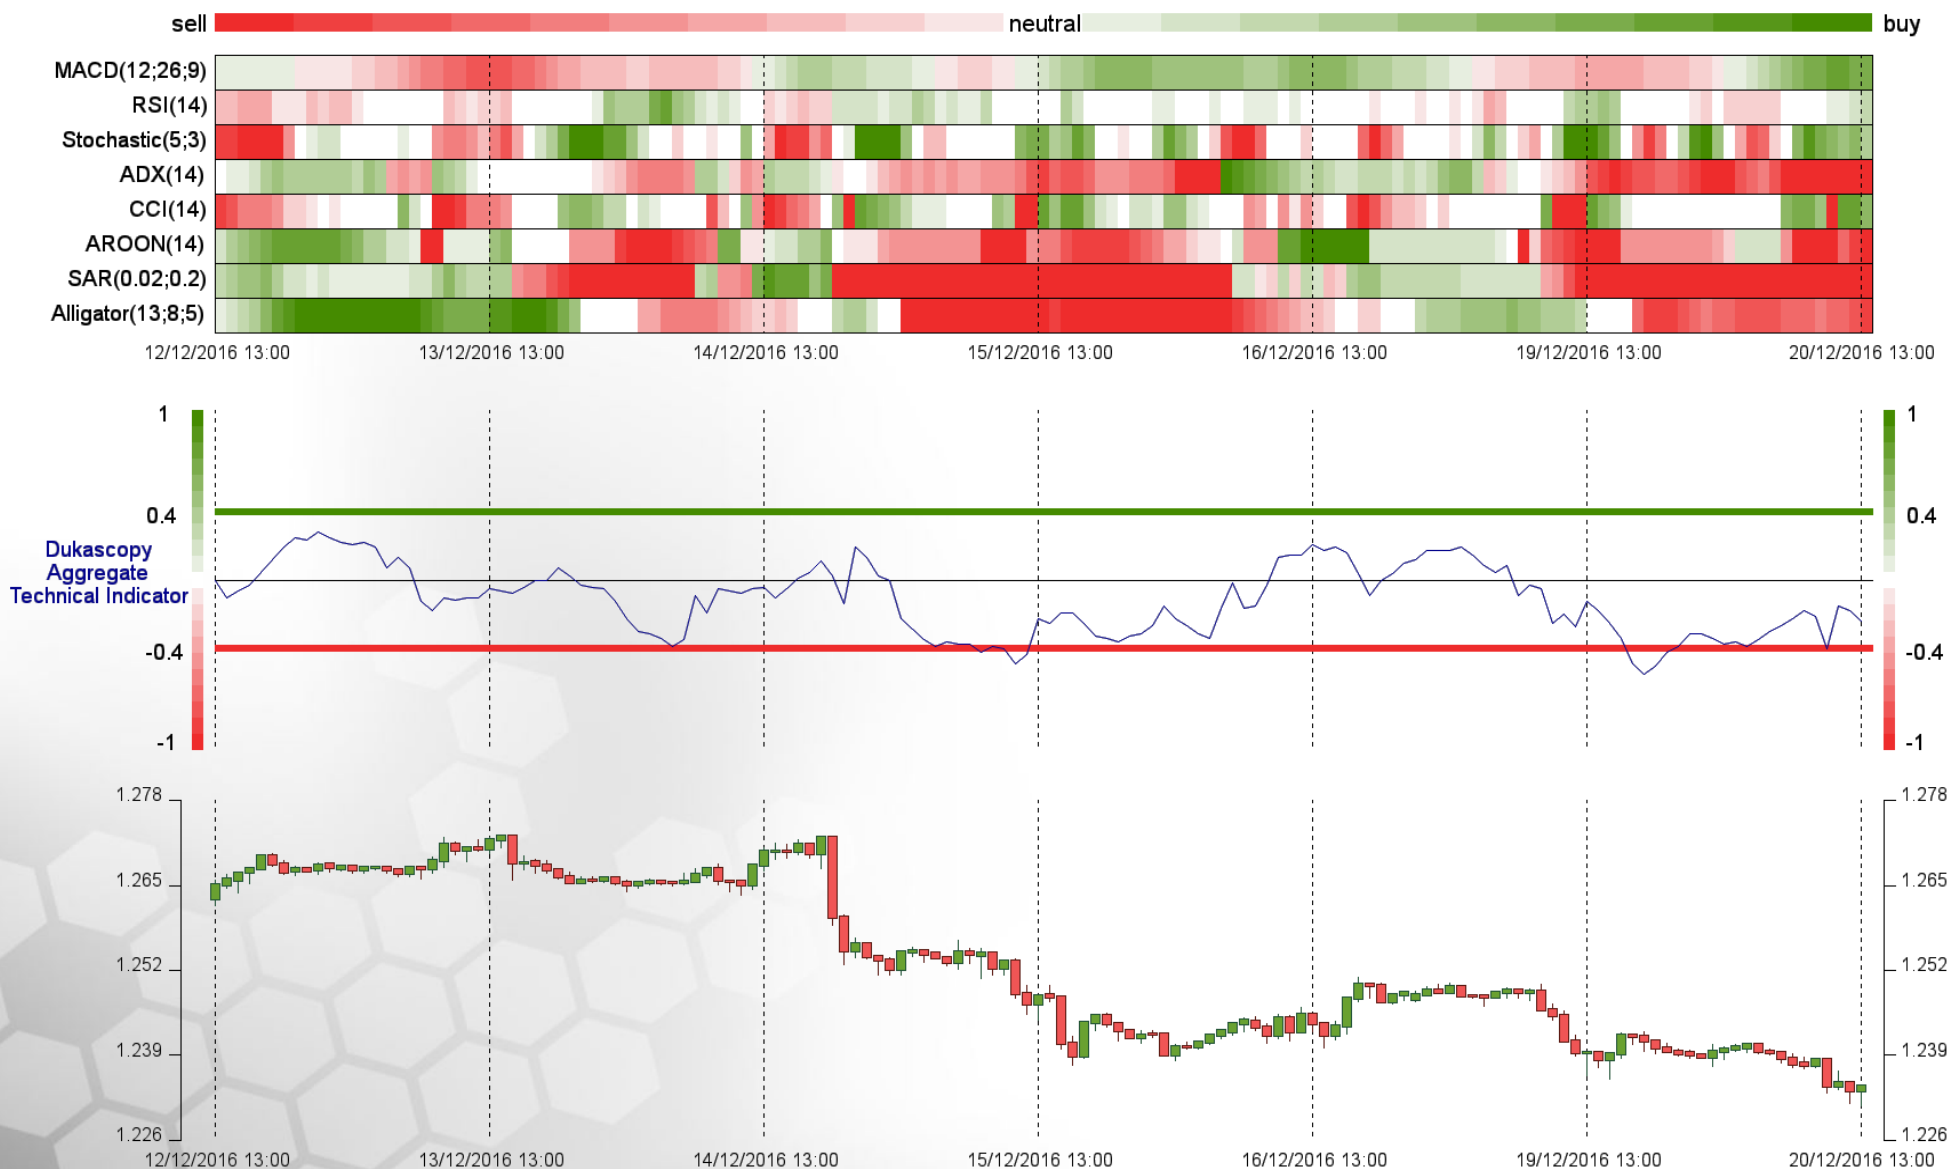 sell neutral buy
MACD(12;26;9)
RSI(14)
Stochastic(5;3)
ADX(14)
CCI(14)
AROON(14)
SAR(0.02;0.2)
Alligator(13;8;5)
12/12/2016 13:00 13/12/2016 13:00 14/12/2016 13:00 15/12/2016 13:00 16/12/2016 13:00 19/12/2016 13:00 20/12/2016 13:00
1 1
0.4 0.4
Dukascopy
Aggregate
Technical Indicator
-0.4 -0.4
-1 -1
1.278 1.278
1.265 1.265
1.252 1.252
1.239 1.239
1.226 1.226
12/12/2016 13:00 13/12/2016 13:00 14/12/2016 13:00 15/12/2016 13:00 16/12/2016 13:00 19/12/2016 13:00 20/12/2016 13:00